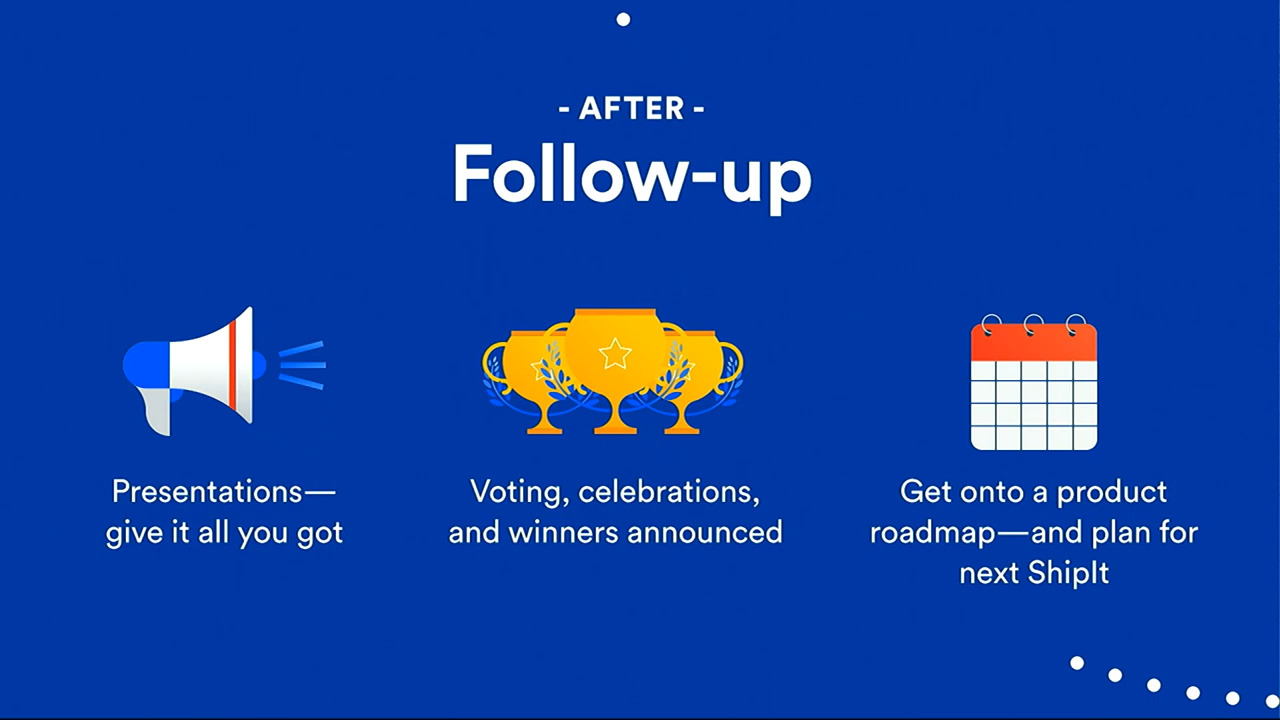 - AFTER -
Follow-up
Presentations—
give it all you got
Voting, celebrations,
and winners announced
Get onto a product
roadmap—and plan for
next ShipIt